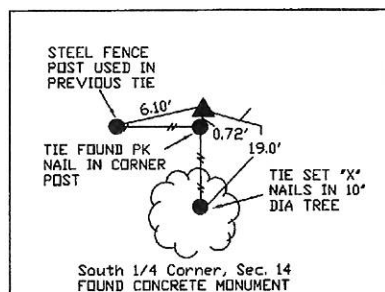 STEEL FENCE
POST USED IN
PREVIOUS TIE
6.10'
0.72'
TIE FOUND PK
NAIL IN CORNER
POST
19.0'
TIE SET "X"
NAILS IN 10"
DIA TREE
South 1/4 Corner, Sec. 14
FOUND CONCRETE MONUMENT